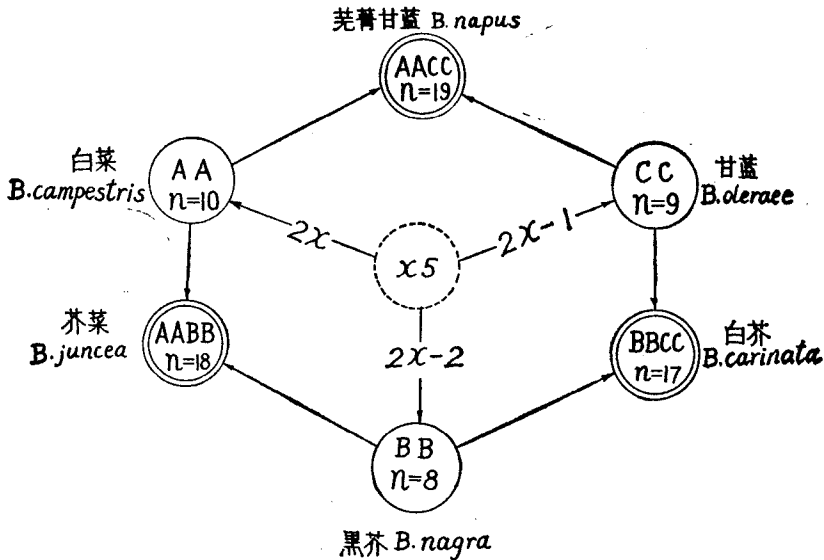 芜菁甘蓝 B.napus
AACC
n=19
白菜
B.campestris
AA
n=10
CC
n=9
甘蓝
B.oleraee
2x
x5
2x-1
芥菜
B.juncea
AABB
n=18
2x-2
BBCC
n=17
白芥
B.carinata
BB
n=8
黑芥 B.nagra